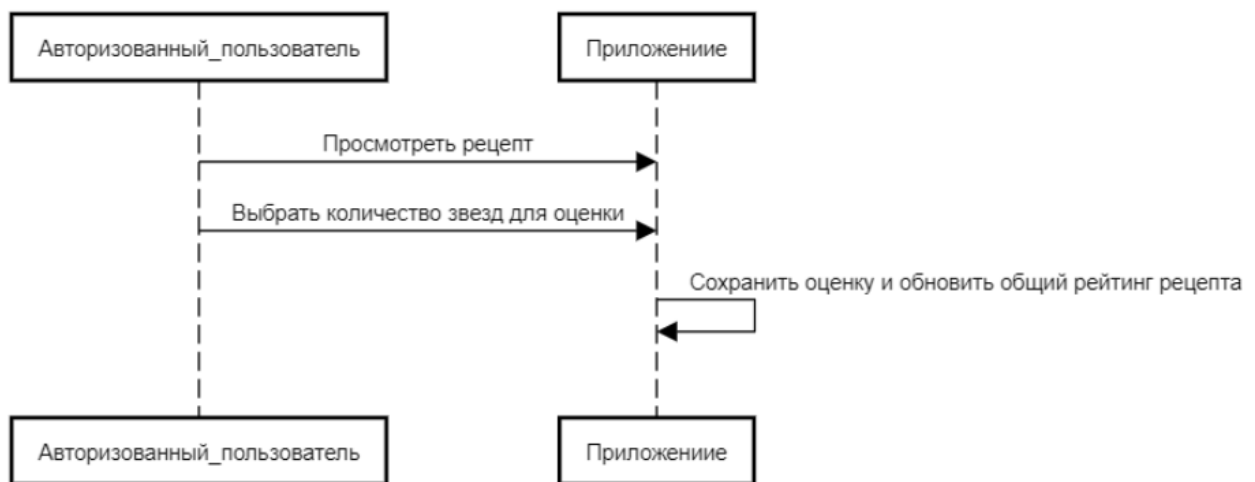 Авторизованный_пользователь
Приложениие
Просмотреть рецепт
Выбрать количество звезд для оценки
Сохранить оценку и обновить общий рейтинг рецепта
Авторизованный_пользователь
Приложениие